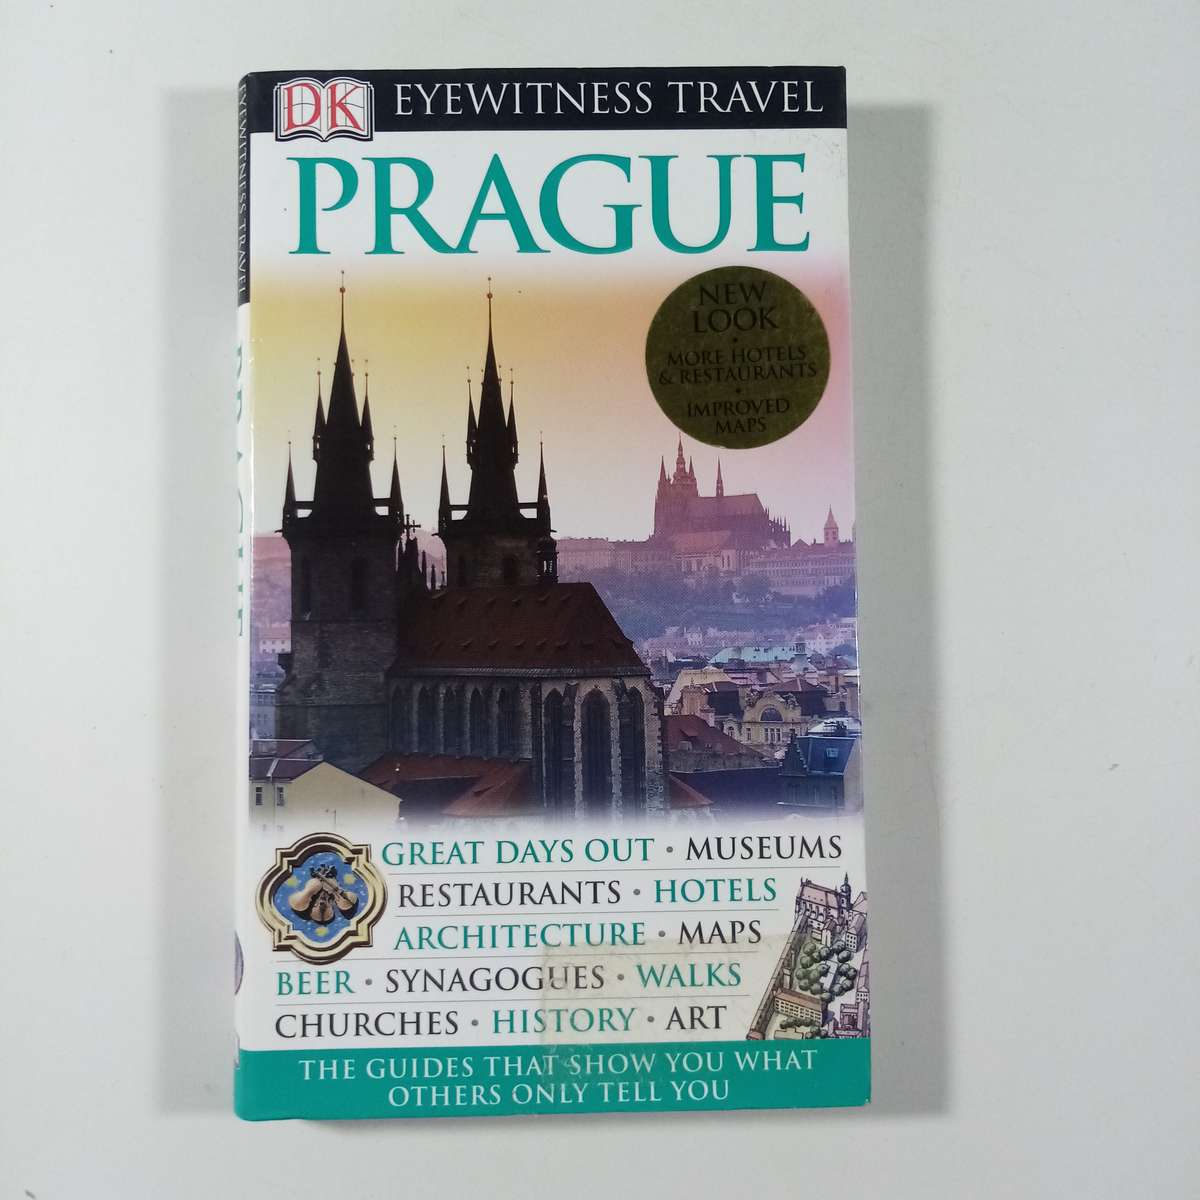 DK EYEWITNESS TRAVEL
PRAGUE
NEW
LOOK
•
MORE HOTELS
& RESTAURANTS
•
IMPROVED
MAPS
GREAT DAYS OUT • MUSEUMS
RESTAURANTS • HOTELS
ARCHITECTURE • MAPS
BEER • SYNAGOGUES • WALKS
CHURCHES • HISTORY • ART
THE GUIDES THAT SHOW YOU WHAT
OTHERS ONLY TELL YOU
EYEWITNESS TRAVEL
PRAGUE